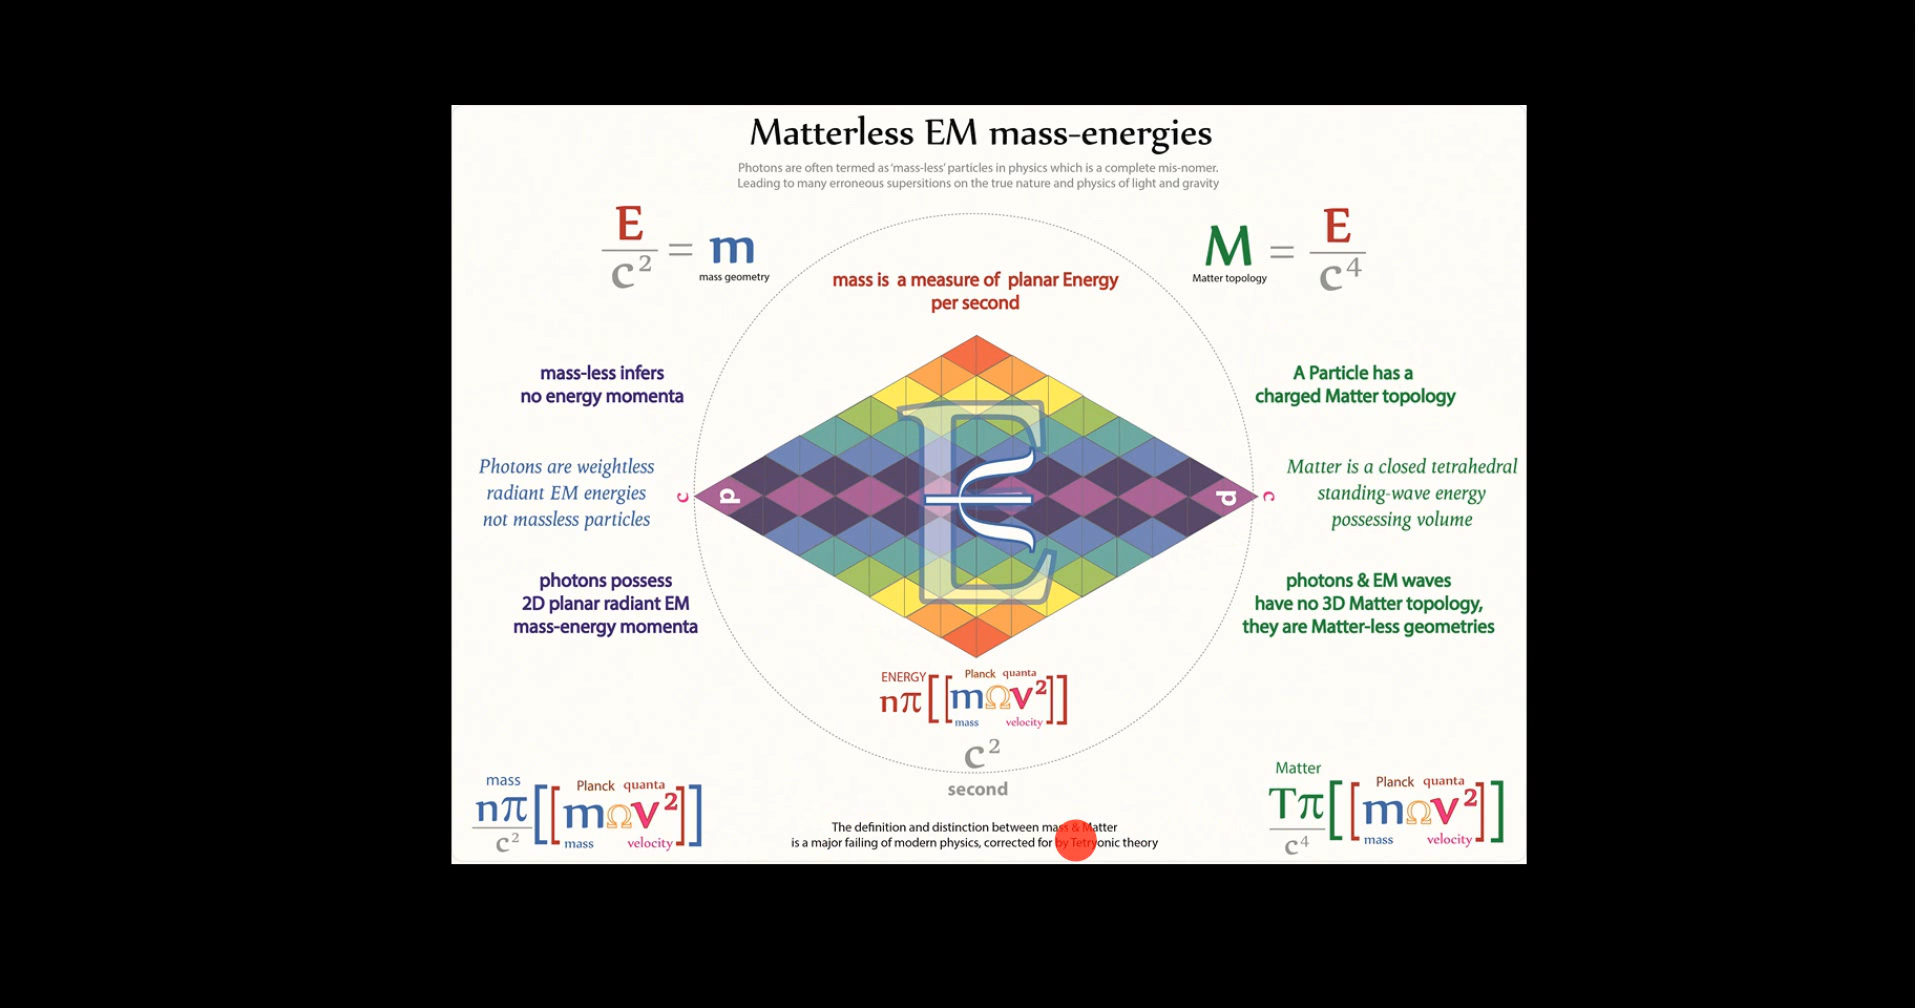 Matterless EM mass-energies
Photons are often termed as 'mass-less' particles in physics which is a complete mis-nomer.
Leading to many erroneous supersitions on the true nature and physics of light and gravity
E
c² = m
mass geometry
M = E
c⁴
Matter topology
mass is a measure of planar Energy
per second
mass-less infers
no energy momenta
A Particle has a
charged Matter topology
Photons are weightless
radiant EM energies
not massless particles
c
p
E
p
c
Matter is a closed tetrahedral
standing-wave energy
possessing volume
photons possess
2D planar radiant EM
mass-energy momenta
photons & EM waves
have no 3D Matter topology,
they are Matter-less geometries
ENERGY Planck quanta
nπ[[mΩv²]]
mass velocity
c²
second
mass Planck quanta
nπ[[mΩv²]]
c² mass velocity
Matter Planck quanta
Tπ[[mΩv²]]
c⁴ mass velocity
The definition and distinction between mass & Matter
is a major failing of modern physics, corrected for by Tetryonic theory